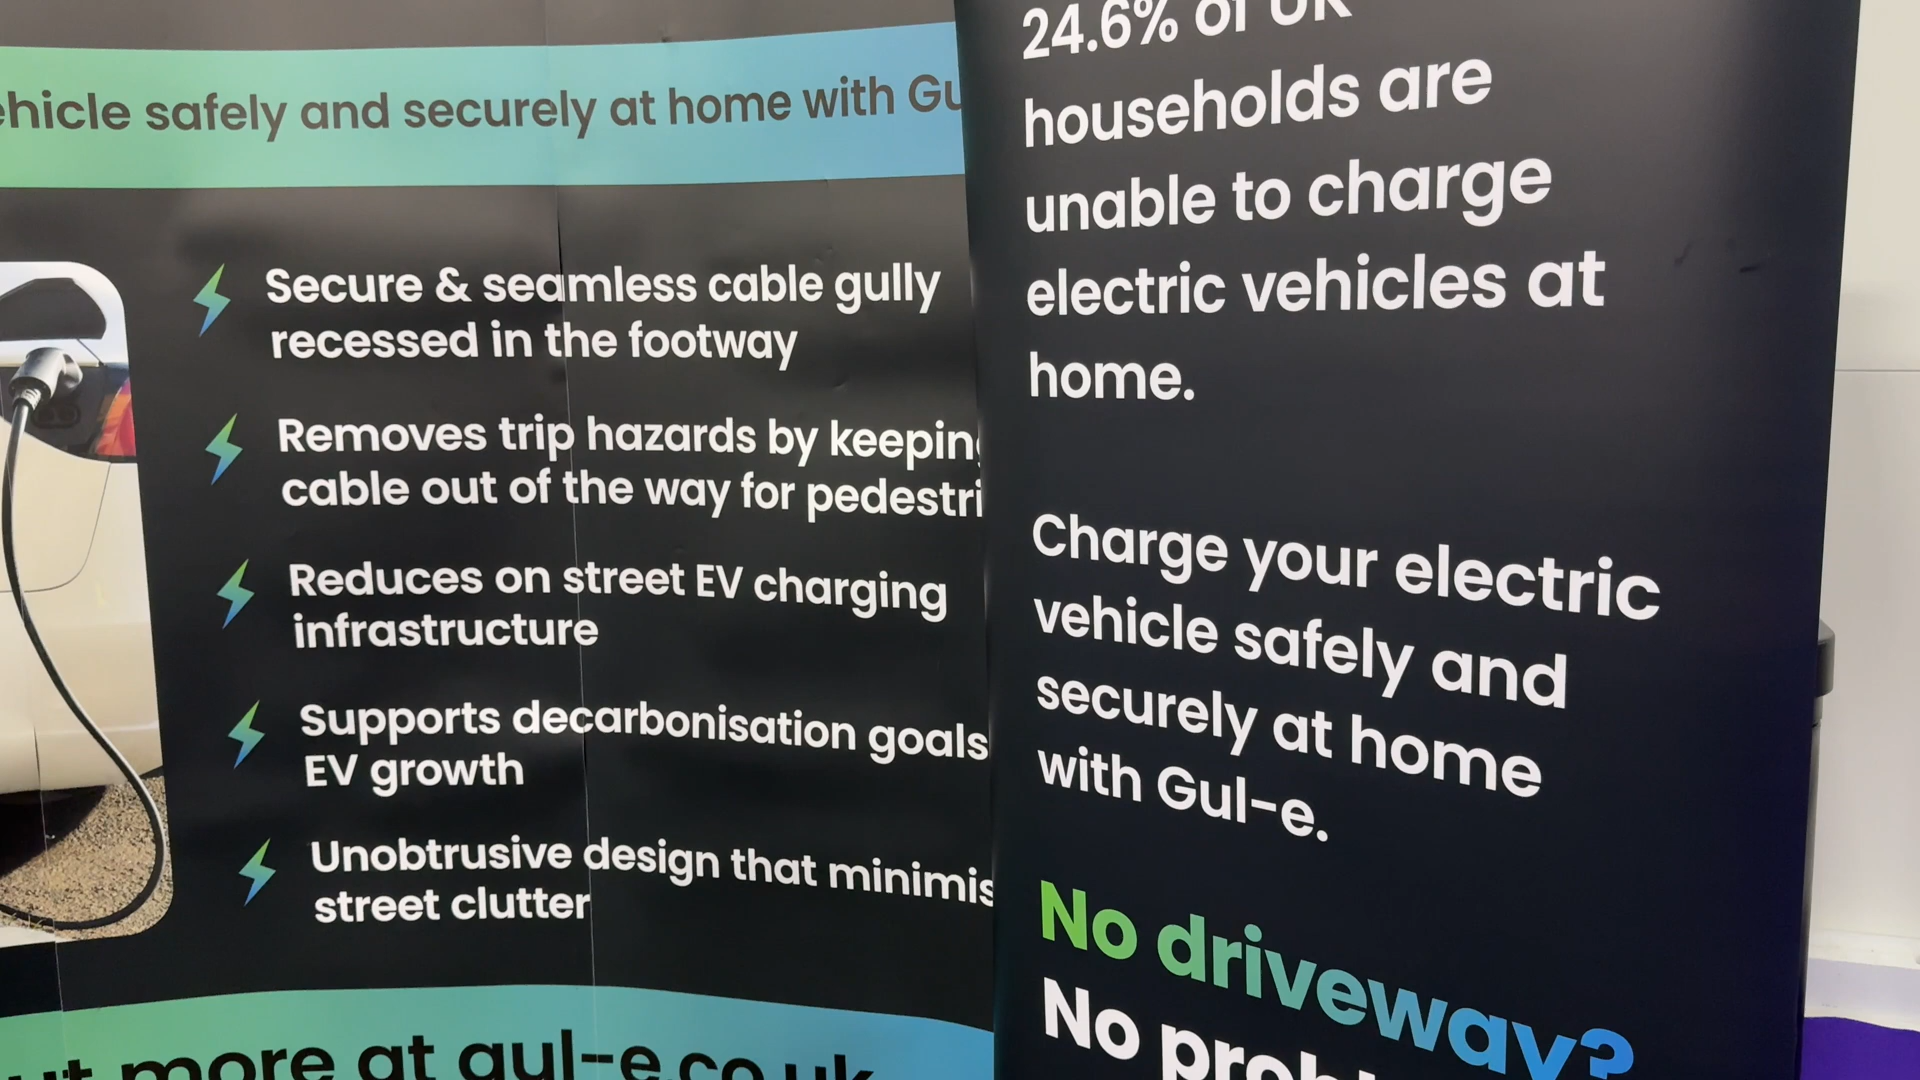 vehicle safely and securely at home with Gu
Secure & seamless cable gully
recessed in the footway
Removes trip hazards by keeping
cable out of the way for pedestri
Reduces on street EV charging
infrastructure
Supports decarbonisation goals
EV growth
Unobtrusive design that minimis
street clutter
more at gul-e.co.uk
24.6% of UK
households are
unable to charge
electric vehicles at
home.
Charge your electric
vehicle safely and
securely at home
with Gul-e.
No driveway?
No prob